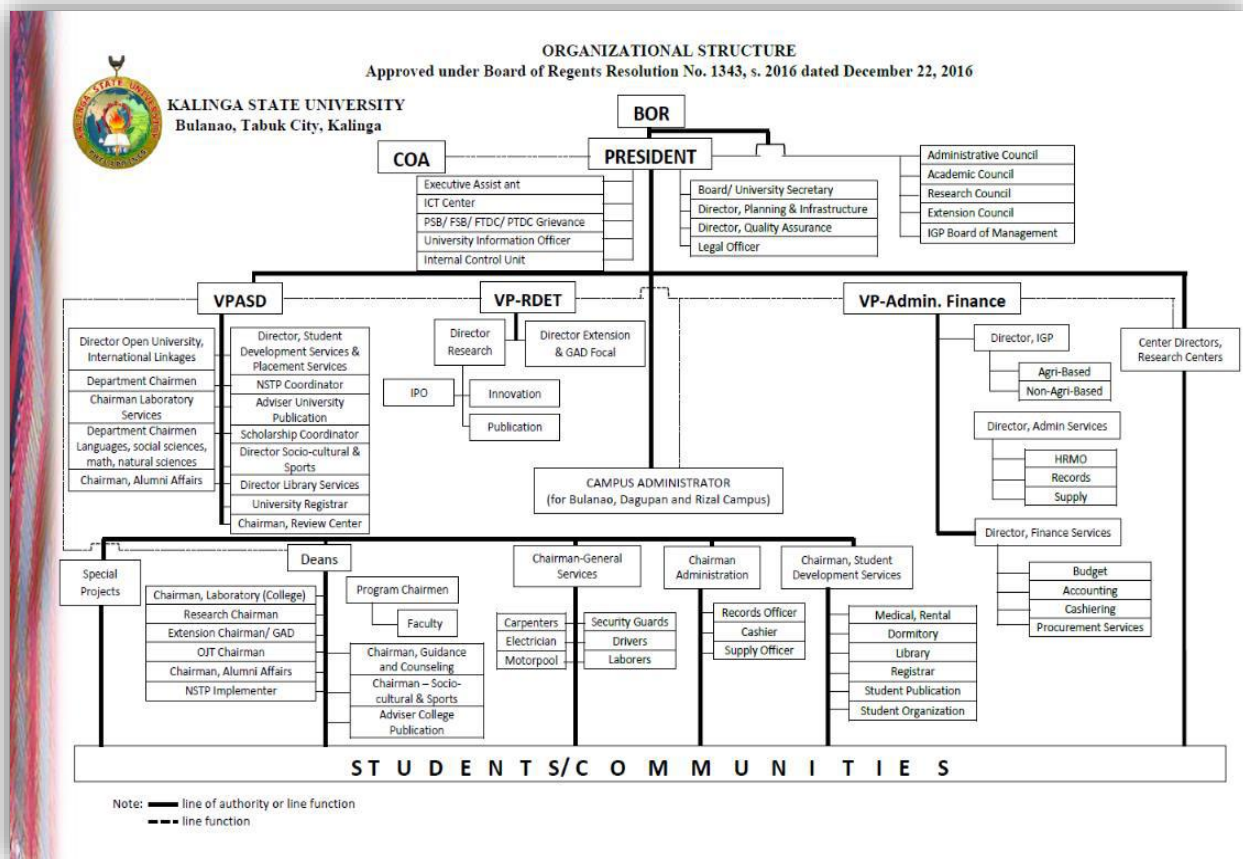 ORGANIZATIONAL STRUCTURE
Approved under Board of Regents Resolution No. 1343, s. 2016 dated December 22, 2016
KALINGA STATE UNIVERSITY
PHILIPPINES
KALINGA STATE UNIVERSITY
Bulanao, Tabuk City, Kalinga
BOR
COA
PRESIDENT
Executive Assist ant
ICT Center
PSB/ FSB/ FTDC/ PTDC Grievance
University Information Officer
Internal Control Unit
Board/ University Secretary
Director, Planning & Infrastructure
Director, Quality Assurance
Legal Officer
Administrative Council
Academic Council
Research Council
Extension Council
IGP Board of Management
VPASD
VP-RDET
VP-Admin. Finance
Director Open University,
International Linkages
Department Chairmen
Chairman Laboratory
Services
Department Chairmen
Languages, social sciences,
math, natural sciences
Chairman, Alumni Affairs
Director, Student
Development Services &
Placement Services
NSTP Coordinator
Adviser University
Publication
Scholarship Coordinator
Director Socio-cultural &
Sports
Director Library Services
University Registrar
Chairman, Review Center
Director
Research
Director Extension
& GAD Focal
IPO
Innovation
Publication
Director, IGP
Agri-Based
Non-Agri-Based
Director, Admin Services
HRMO
Records
Supply
Director, Finance Services
Budget
Accounting
Cashiering
Procurement Services
Center Directors,
Research Centers
CAMPUS ADMINISTRATOR
(for Bulanao, Dagupan and Rizal Campus)
Special
Projects
Deans
Chairman, Laboratory (College)
Research Chairman
Extension Chairman/ GAD
OJT Chairman
Chairman, Alumni Affairs
NSTP Implementer
Program Chairmen
Faculty
Chairman, Guidance
and Counseling
Chairman – Socio-
cultural & Sports
Adviser College
Publication
Chairman-General
Services
Carpenters
Electrician
Motorpool
Security Guards
Drivers
Laborers
Chairman
Administration
Records Officer
Cashier
Supply Officer
Chairman, Student
Development Services
Medical, Rental
Dormitory
Library
Registrar
Student Publication
Student Organization
STUDENTS/COMMUNITIES
Note: line of authority or line function
line function